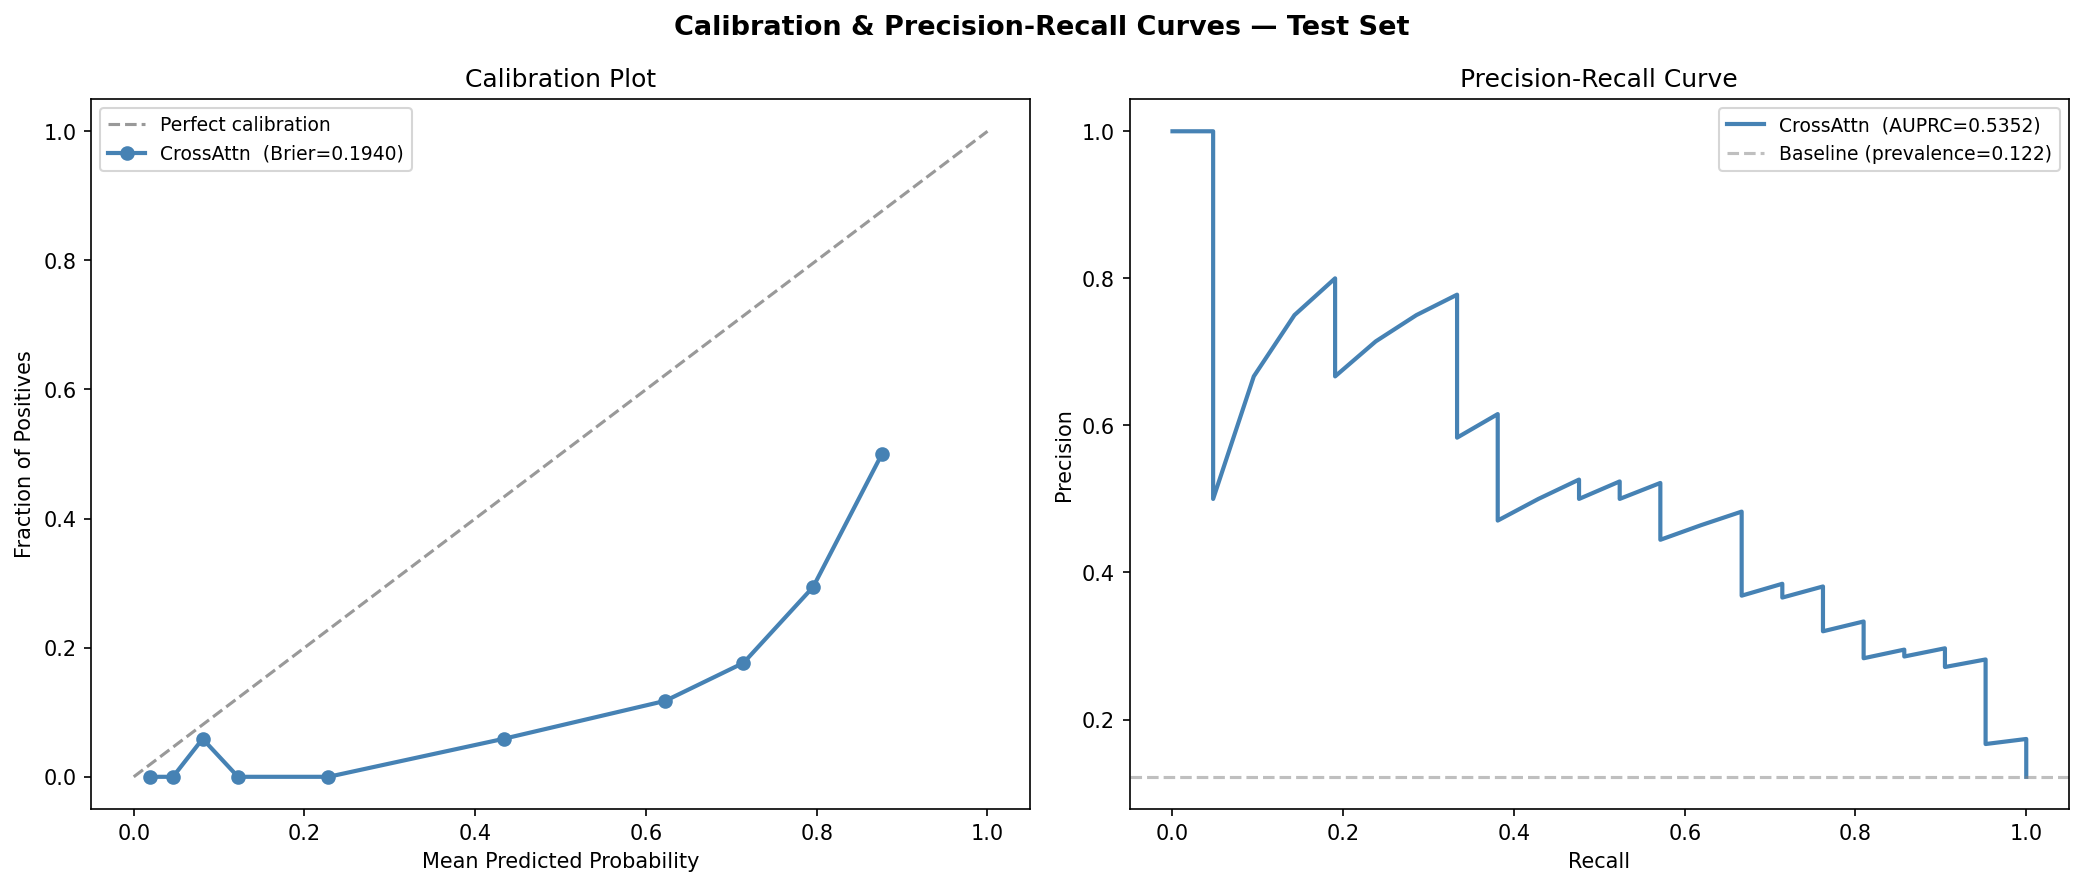 Calibration & Precision-Recall Curves — Test Set
Calibration Plot
Perfect calibration
CrossAttn (Brier=0.1940)
1.0
0.8
0.6
0.4
0.2
0.0
Fraction of Positives
0.0 0.2 0.4 0.6 0.8 1.0
Mean Predicted Probability
Precision-Recall Curve
CrossAttn (AUPRC=0.5352)
Baseline (prevalence=0.122)
1.0
0.8
0.6
0.4
0.2
Precision
0.0 0.2 0.4 0.6 0.8 1.0
Recall